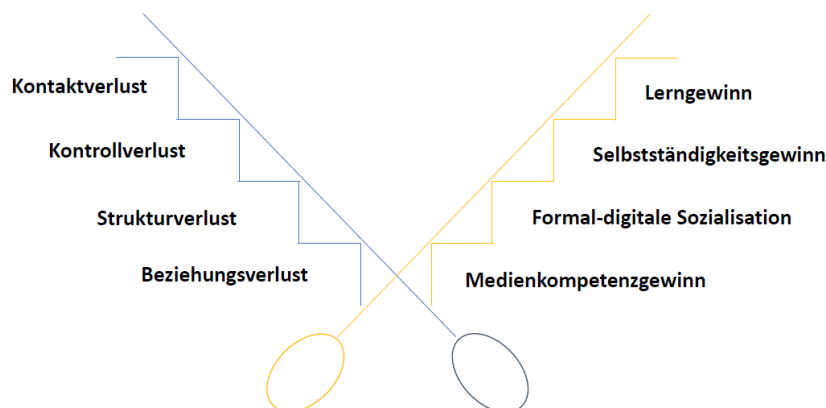 Kontaktverlust
Kontrollverlust
Strukturverlust
Beziehungsverlust
Lerngewinn
Selbstständigkeitsgewinn
Formal-digitale Sozialisation
Medienkompetenzgewinn